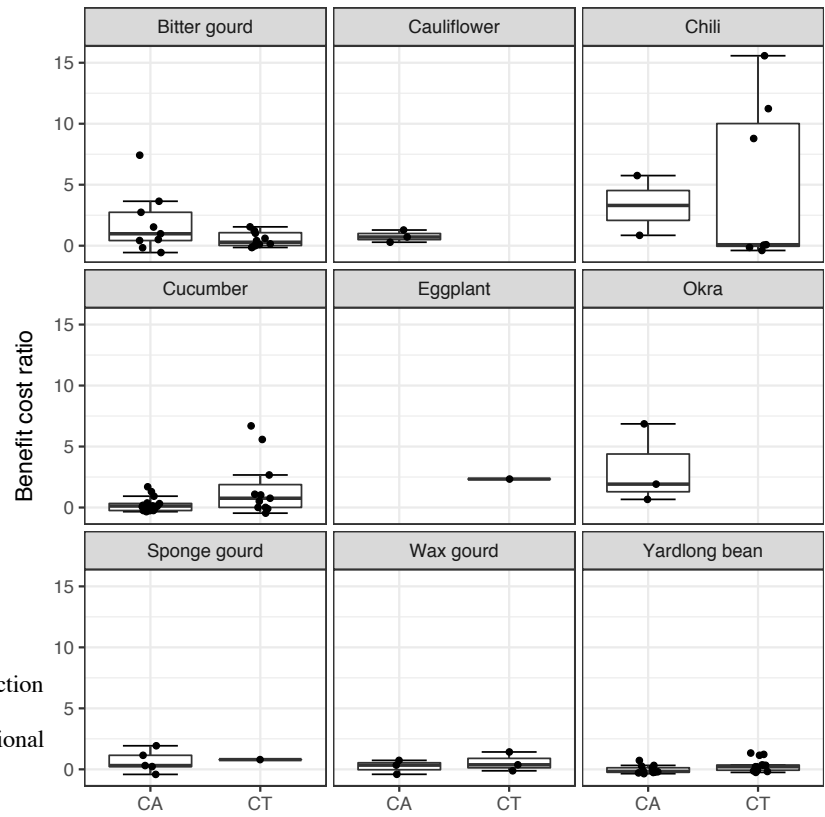 Bitter gourd Cauliflower Chili
15
10
5
0
Cucumber Eggplant Okra
15
10
5
0
Benefit cost ratio
Sponge gourd Wax gourd Yardlong bean
15
10
5
0
ction
ional
CA CT CA CT CA CT